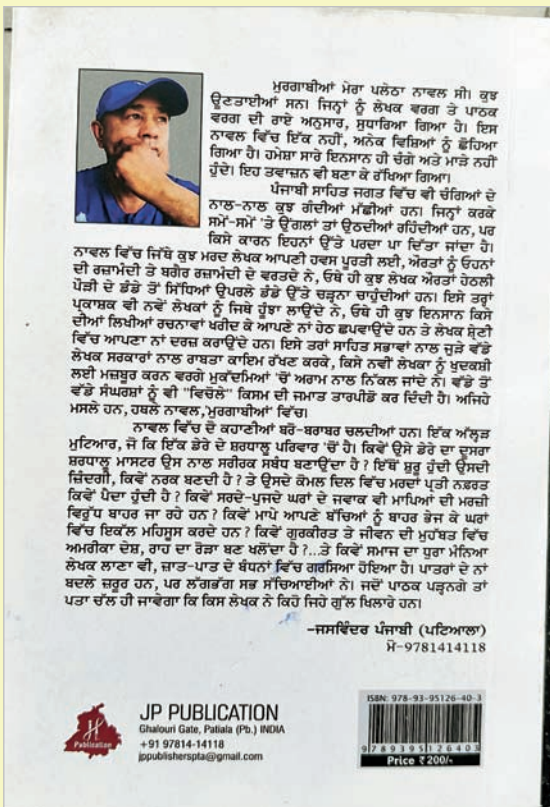 ਮੁਰਗਾਬੀਆਂ ਮੇਰਾ ਪਲੇਠਾ ਨਾਵਲ ਸੀ। ਕੁਝ
ਊਣਤਾਈਆਂ ਸਨ। ਜਿਨ੍ਹਾਂ ਨੂੰ ਲੇਖਕ ਵਰਗ ਤੇ ਪਾਠਕ
ਵਰਗ ਦੀ ਰਾਏ ਅਨੁਸਾਰ, ਸੁਧਾਰਿਆ ਗਿਆ ਹੈ। ਇਸ
ਨਾਵਲ ਵਿੱਚ ਇੱਕ ਨਹੀਂ, ਅਨੇਕ ਵਿਸ਼ਿਆਂ ਨੂੰ ਛੋਹਿਆ
ਗਿਆ ਹੈ। ਹਮੇਸ਼ਾ ਸਾਰੇ ਇਨਸਾਨ ਹੀ ਚੰਗੇ ਅਤੇ ਮਾੜੇ ਨਹੀਂ
ਹੁੰਦੇ। ਇਹ ਤਵਾਜ਼ਨ ਵੀ ਬਣਾ ਕੇ ਰੱਖਿਆ ਗਿਆ।
ਪੰਜਾਬੀ ਸਾਹਿਤ ਜਗਤ ਵਿੱਚ ਵੀ ਚੰਗਿਆਂ ਦੇ
ਨਾਲ-ਨਾਲ ਕੁਝ ਗੰਦੀਆਂ ਮੱਛੀਆਂ ਹਨ। ਜਿਨ੍ਹਾਂ ਕਰਕੇ
ਸਮੇਂ-ਸਮੇਂ 'ਤੇ ਉਂਗਲਾਂ ਤਾਂ ਉਠਦੀਆਂ ਰਹਿੰਦੀਆਂ ਹਨ, ਪਰ
ਕਿਸੇ ਕਾਰਨ ਇਹਨਾਂ ਉੱਤੇ ਪਰਦਾ ਪਾ ਦਿੱਤਾ ਜਾਂਦਾ ਹੈ।
ਨਾਵਲ ਵਿੱਚ ਜਿੱਥੇ ਕੁਝ ਮਰਦ ਲੇਖਕ ਆਪਣੀ ਹਵਸ ਪੂਰਤੀ ਲਈ, ਔਰਤਾਂ ਨੂੰ ਓਹਨਾਂ
ਦੀ ਰਜ਼ਾਮੰਦੀ ਤੇ ਬਗੈਰ ਰਜ਼ਾਮੰਦੀ ਦੇ ਵਰਤਦੇ ਨੇ, ਓਥੇ ਹੀ ਕੁਝ ਲੇਖਕ ਔਰਤਾਂ ਹੇਠਲੀ
ਪੌੜੀ ਦੇ ਡੰਡੇ ਤੋਂ ਸਿੱਧਿਆਂ ਉਪਰਲੇ ਡੰਡੇ ਉੱਤੇ ਚੜ੍ਹਨਾ ਚਾਹੁੰਦੀਆਂ ਹਨ। ਇਸੇ ਤਰ੍ਹਾਂ
ਪ੍ਰਕਾਸ਼ਕ ਵੀ ਨਵੇਂ ਲੇਖਕਾਂ ਨੂੰ ਜਿਥੇ ਹੂੰਝਾ ਲਾਉਂਦੇ ਨੇ, ਓਥੇ ਹੀ ਕੁਝ ਇਨਸਾਨ ਕਿਸੇ
ਦੀਆਂ ਲਿਖੀਆਂ ਰਚਨਾਵਾਂ ਖਰੀਦ ਕੇ ਆਪਣੇ ਨਾਂ ਹੇਠ ਛਪਵਾਉਂਦੇ ਹਨ ਤੇ ਲੇਖਕ ਸ਼੍ਰੇਣੀ
ਵਿੱਚ ਆਪਣਾ ਨਾਂ ਦਰਜ਼ ਕਰਾਉਂਦੇ ਹਨ। ਇਸੇ ਤਰਾਂ ਸਾਹਿਤ ਸਭਾਵਾਂ ਨਾਲ ਜੁੜੇ ਵੱਡੇ
ਲੇਖਕ ਸਰਕਾਰਾਂ ਨਾਲ ਰਾਬਤਾ ਕਾਇਮ ਰੱਖਣ ਕਰਕੇ, ਕਿਸੇ ਨਵੀਂ ਲੇਖਕਾ ਨੂੰ ਖੁਦਕਸ਼ੀ
ਲਈ ਮਜ਼ਬੂਰ ਕਰਨ ਵਰਗੇ ਮੁਕੱਦਮਿਆਂ 'ਚੋਂ ਅਰਾਮ ਨਾਲ ਨਿੱਕਲ ਜਾਂਦੇ ਨੇ। ਵੱਡੇ ਤੋਂ
ਵੱਡੇ ਸੰਘਰਸ਼ਾਂ ਨੂੰ ਵੀ "ਵਿਚੋਲੇ" ਕਿਸਮ ਦੀ ਜਮਾਤ ਤਾਰਪੀਡੋ ਕਰ ਦਿੰਦੀ ਹੈ। ਅਜਿਹੇ
ਮਸਲੇ ਹਨ, ਹਥਲੇ ਨਾਵਲ,'ਮੁਰਗਾਬੀਆਂ' ਵਿੱਚ।
ਨਾਵਲ ਵਿੱਚ ਦੋ ਕਹਾਣੀਆਂ ਬਰੋ-ਬਰਾਬਰ ਚਲਦੀਆਂ ਹਨ। ਇੱਕ ਅੱਲ੍ਹੜ
ਮੁਟਿਆਰ, ਜੋ ਕਿ ਇੱਕ ਡੇਰੇ ਦੇ ਸ਼ਰਧਾਲੂ ਪਰਿਵਾਰ 'ਚੋਂ ਹੈ। ਕਿਵੇਂ ਉਸੇ ਡੇਰੇ ਦਾ ਦੂਸਰਾ
ਸ਼ਰਧਾਲੂ ਮਾਸਟਰ ਉਸ ਨਾਲ ਸਰੀਰਕ ਸਬੰਧ ਬਣਾਉਂਦਾ ਹੈ ? ਇੱਥੋਂ ਸ਼ੁਰੂ ਹੁੰਦੀ ਉਸਦੀ
ਜ਼ਿੰਦਗੀ, ਕਿਵੇਂ ਨਰਕ ਬਣਦੀ ਹੈ ? ਤੇ ਉਸਦੇ ਕੋਮਲ ਦਿਲ ਵਿੱਚ ਮਰਦਾਂ ਪ੍ਰਤੀ ਨਫ਼ਰਤ
ਕਿਵੇਂ ਪੈਦਾ ਹੁੰਦੀ ਹੈ ? ਕਿਵੇਂ ਸਰਦੇ-ਪੁਜਦੇ ਘਰਾਂ ਦੇ ਜਵਾਕ ਵੀ ਮਾਪਿਆਂ ਦੀ ਮਰਜ਼ੀ
ਵਿਰੁੱਧ ਬਾਹਰ ਜਾ ਰਹੇ ਹਨ ? ਕਿਵੇਂ ਮਾਪੇ ਆਪਣੇ ਬੱਚਿਆਂ ਨੂੰ ਬਾਹਰ ਭੇਜ ਕੇ ਘਰਾਂ
ਵਿੱਚ ਇਕੱਲ ਮਹਿਸੂਸ ਕਰਦੇ ਹਨ ? ਕਿਵੇਂ ਗੁਰਕੀਰਤ ਤੇ ਜੀਵਨ ਦੀ ਮੁਹੱਬਤ ਵਿੱਚ
ਅਮਰੀਕਾ ਦੇਸ਼, ਰਾਹ ਦਾ ਰੋੜਾ ਬਣ ਖਲੋਂਦਾ ਹੈ ?...ਤੇ ਕਿਵੇਂ ਸਮਾਜ ਦਾ ਧੁਰਾ ਮੰਨਿਆ
ਲੇਖਕ ਲਾਣਾ ਵੀ, ਜ਼ਾਤ-ਪਾਤ ਦੇ ਬੰਧਨਾਂ ਵਿੱਚ ਗਰਸਿਆ ਹੋਇਆ ਹੈ। ਪਾਤਰਾਂ ਦੇ ਨਾਂ
ਬਦਲੇ ਜ਼ਰੂਰ ਹਨ, ਪਰ ਲੱਗਭੱਗ ਸਭ ਸੱਚਿਆਈਆਂ ਨੇ। ਜਦੋਂ ਪਾਠਕ ਪੜ੍ਹਨਗੇ ਤਾਂ
ਪਤਾ ਚੱਲ ਹੀ ਜਾਵੇਗਾ ਕਿ ਕਿਸ ਲੇਖਕ ਨੇ ਕਿਹੋ ਜਿਹੇ ਗੁੱਲ ਖਿਲਾਰੇ ਹਨ।
-ਜਸਵਿੰਦਰ ਪੰਜਾਬੀ (ਪਟਿਆਲਾ)
ਮੋ-9781414118
Publication
JP PUBLICATION
Ghalouri Gate, Patiala (Pb.) INDIA
+91 97814-14118
jppublisherspta@gmail.com
ISBN: 978-93-95126-40-3
9 789395 126403
Price ₹ 200/-